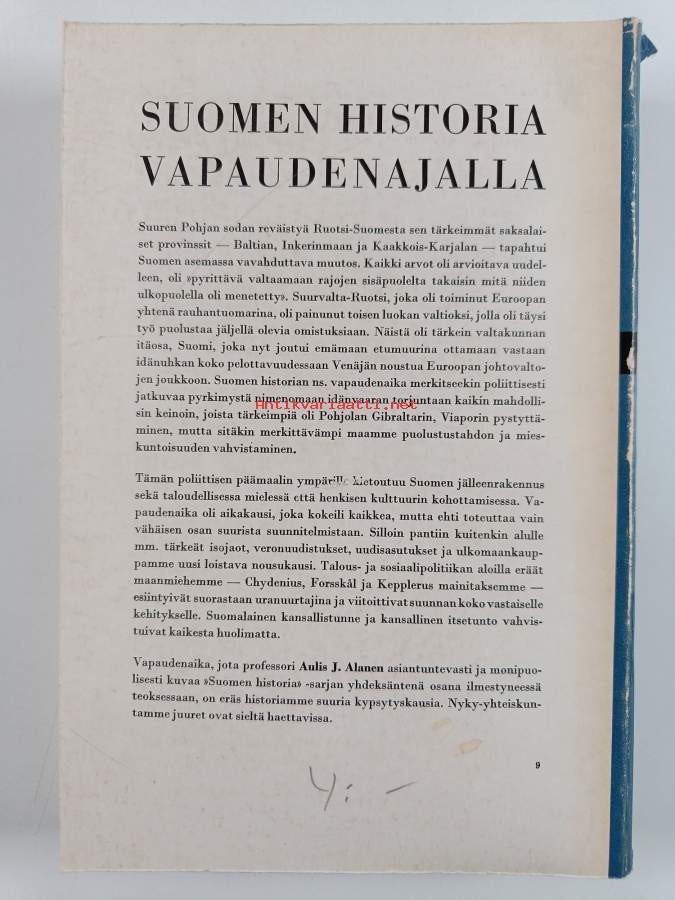 SUOMEN HISTORIA
VAPAUDENAJALLA
Suuren Pohjan sodan reväistyä Ruotsi-Suomesta sen tärkeimmät saksalai-
set provinssit — Baltian, Inkerinmaan ja Kaakkois-Karjalan — tapahtui
Suomen asemassa vavahduttava muutos. Kaikki arvot oli arvioitava uudel-
leen, oli »pyrittävä valtaamaan rajojen sisäpuolelta takaisin mitä niiden
ulkopuolella oli menetetty». Suurvalta-Ruotsi, joka oli toiminut Euroopan
yhtenä rauhantuomarina, oli painunut toisen luokan valtioksi, jolla oli täysi
työ puolustaa jäljellä olevia omistuksiaan. Näistä oli tärkein valtakunnan
itäosa, Suomi, joka nyt joutui emämaan etumuurina ottamaan vastaan
idänuhkan koko pelottavuudessaan Venäjän noustua Euroopan johtovalto-
jen joukkoon. Suomen historian ns. vapaudenaika merkitseekin poliittisesti
jatkuvaa pyrkimystä nimenomaan idänvaaran torjuntaan kaikin mahdolli-
Antikvariaatti.net
sin keinoin, joista tärkeimpiä oli Pohjolan Gibraltarin, Viaporin pystyttä-
minen, mutta sitäkin merkittävämpi maamme puolustustahdon ja mies-
kuntoisuuden vahvistaminen.
Tämän poliittisen päämaalin ympärille kietoutuu Suomen jälleenrakennus
sekä taloudellisessa mielessä että henkisen kulttuurin kohottamisessa. Va-
paudenaika oli aikakausi, joka kokeili kaikkea, mutta ehti toteuttaa vain
vähäisen osan suurista suunnitelmistaan. Silloin pantiin kuitenkin alulle
mm. tärkeät isojaot, veronuudistukset, uudisasutukset ja ulkomaankaup-
pamme uusi loistava nousukausi. Talous- ja sosiaalipolitiikan aloilla eräät
maanmiehemme — Chydenius, Forsskål ja Kepplerus mainitaksemme —
esiintyivät suorastaan uranuurtajina ja viitoittivat suunnan koko vastaiselle
kehitykselle. Suomalainen kansallistunne ja kansallinen itsetunto vahvis-
tuivat kaikesta huolimatta.
Vapaudenaika, jota professori Aulis J. Alanen asiantuntevasti ja monipuo-
lisesti kuvaa »Suomen historia» -sarjan yhdeksäntenä osana ilmestyneessä
teoksessaan, on eräs historiamme suuria kypsytyskausia. Nyky-yhteiskun-
tamme juuret ovat sieltä haettavissa.
9
4:-